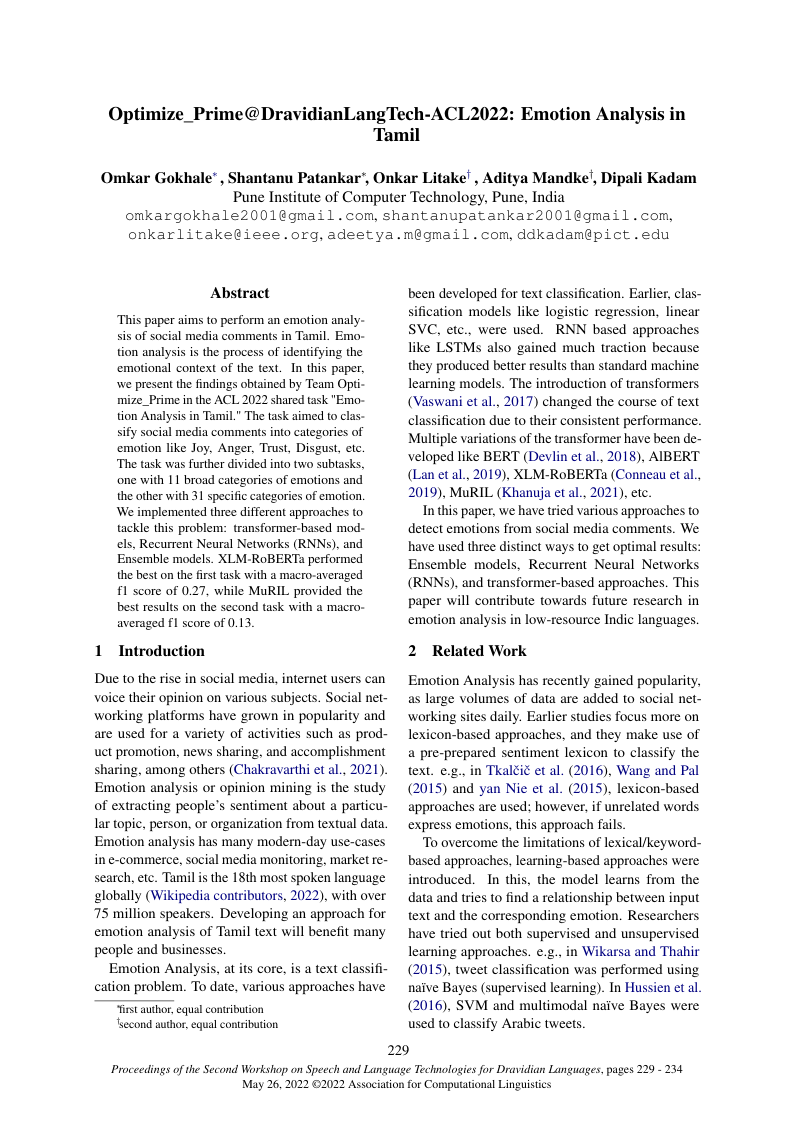 Optimize_Prime@DravidianLangTech-ACL2022: Emotion Analysis in
Tamil
Omkar Gokhale* , Shantanu Patankar*, Onkar Litake† , Aditya Mandke†, Dipali Kadam
Pune Institute of Computer Technology, Pune, India
omkargokhale2001@gmail.com, shantanupatankar2001@gmail.com,
onkarlitake@ieee.org, adeetya.m@gmail.com, ddkadam@pict.edu
Abstract
This paper aims to perform an emotion analy-
sis of social media comments in Tamil. Emo-
tion analysis is the process of identifying the
emotional context of the text. In this paper,
we present the findings obtained by Team Opti-
mize_Prime in the ACL 2022 shared task "Emo-
tion Analysis in Tamil." The task aimed to clas-
sify social media comments into categories of
emotion like Joy, Anger, Trust, Disgust, etc.
The task was further divided into two subtasks,
one with 11 broad categories of emotions and
the other with 31 specific categories of emotion.
We implemented three different approaches to
tackle this problem: transformer-based mod-
els, Recurrent Neural Networks (RNNs), and
Ensemble models. XLM-RoBERTa performed
the best on the first task with a macro-averaged
f1 score of 0.27, while MuRIL provided the
best results on the second task with a macro-
averaged f1 score of 0.13.
1 Introduction
Due to the rise in social media, internet users can
voice their opinion on various subjects. Social net-
working platforms have grown in popularity and
are used for a variety of activities such as prod-
uct promotion, news sharing, and accomplishment
sharing, among others (Chakravarthi et al., 2021).
Emotion analysis or opinion mining is the study
of extracting people's sentiment about a particu-
lar topic, person, or organization from textual data.
Emotion analysis has many modern-day use-cases
in e-commerce, social media monitoring, market re-
search, etc. Tamil is the 18th most spoken language
globally (Wikipedia contributors, 2022), with over
75 million speakers. Developing an approach for
emotion analysis of Tamil text will benefit many
people and businesses.
Emotion Analysis, at its core, is a text classifi-
cation problem. To date, various approaches have
*first author, equal contribution
†second author, equal contribution
been developed for text classification. Earlier, clas-
sification models like logistic regression, linear
SVC, etc., were used. RNN based approaches
like LSTMs also gained much traction because
they produced better results than standard machine
learning models. The introduction of transformers
(Vaswani et al., 2017) changed the course of text
classification due to their consistent performance.
Multiple variations of the transformer have been de-
veloped like BERT (Devlin et al., 2018), AlBERT
(Lan et al., 2019), XLM-RoBERTa (Conneau et al.,
2019), MuRIL (Khanuja et al., 2021), etc.
In this paper, we have tried various approaches to
detect emotions from social media comments. We
have used three distinct ways to get optimal results:
Ensemble models, Recurrent Neural Networks
(RNNs), and transformer-based approaches. This
paper will contribute towards future research in
emotion analysis in low-resource Indic languages.
2 Related Work
Emotion Analysis has recently gained popularity,
as large volumes of data are added to social net-
working sites daily. Earlier studies focus more on
lexicon-based approaches, and they make use of
a pre-prepared sentiment lexicon to classify the
text. e.g., in Tkalčič et al. (2016), Wang and Pal
(2015) and yan Nie et al. (2015), lexicon-based
approaches are used; however, if unrelated words
express emotions, this approach fails.
To overcome the limitations of lexical/keyword-
based approaches, learning-based approaches were
introduced. In this, the model learns from the
data and tries to find a relationship between input
text and the corresponding emotion. Researchers
have tried out both supervised and unsupervised
learning approaches. e.g., in Wikarsa and Thahir
(2015), tweet classification was performed using
naïve Bayes (supervised learning). In Hussien et al.
(2016), SVM and multimodal naïve Bayes were
used to classify Arabic tweets.
229
Proceedings of the Second Workshop on Speech and Language Technologies for Dravidian Languages, pages 229 - 234
May 26, 2022 ©2022 Association for Computational Linguistics